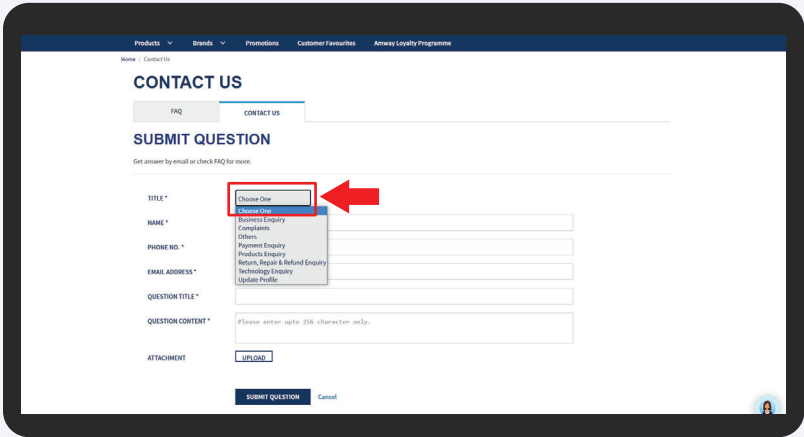 Products Brands Promotions Customer Favourites Amway Loyalty Programme
Home / Contact Us
CONTACT US
FAQ CONTACT US
SUBMIT QUESTION
Get answer by email or check FAQ for more.
TITLE * Choose One
Choose One
Business Enquiry
Complaints
Others
Payment Enquiry
Products Enquiry
Return, Repair & Refund Enquiry
Technology Enquiry
Update Profile
NAME *
PHONE NO. *
EMAIL ADDRESS *
QUESTION TITLE *
QUESTION CONTENT * Please enter upto 256 character only.
ATTACHMENT UPLOAD
SUBMIT QUESTION Cancel